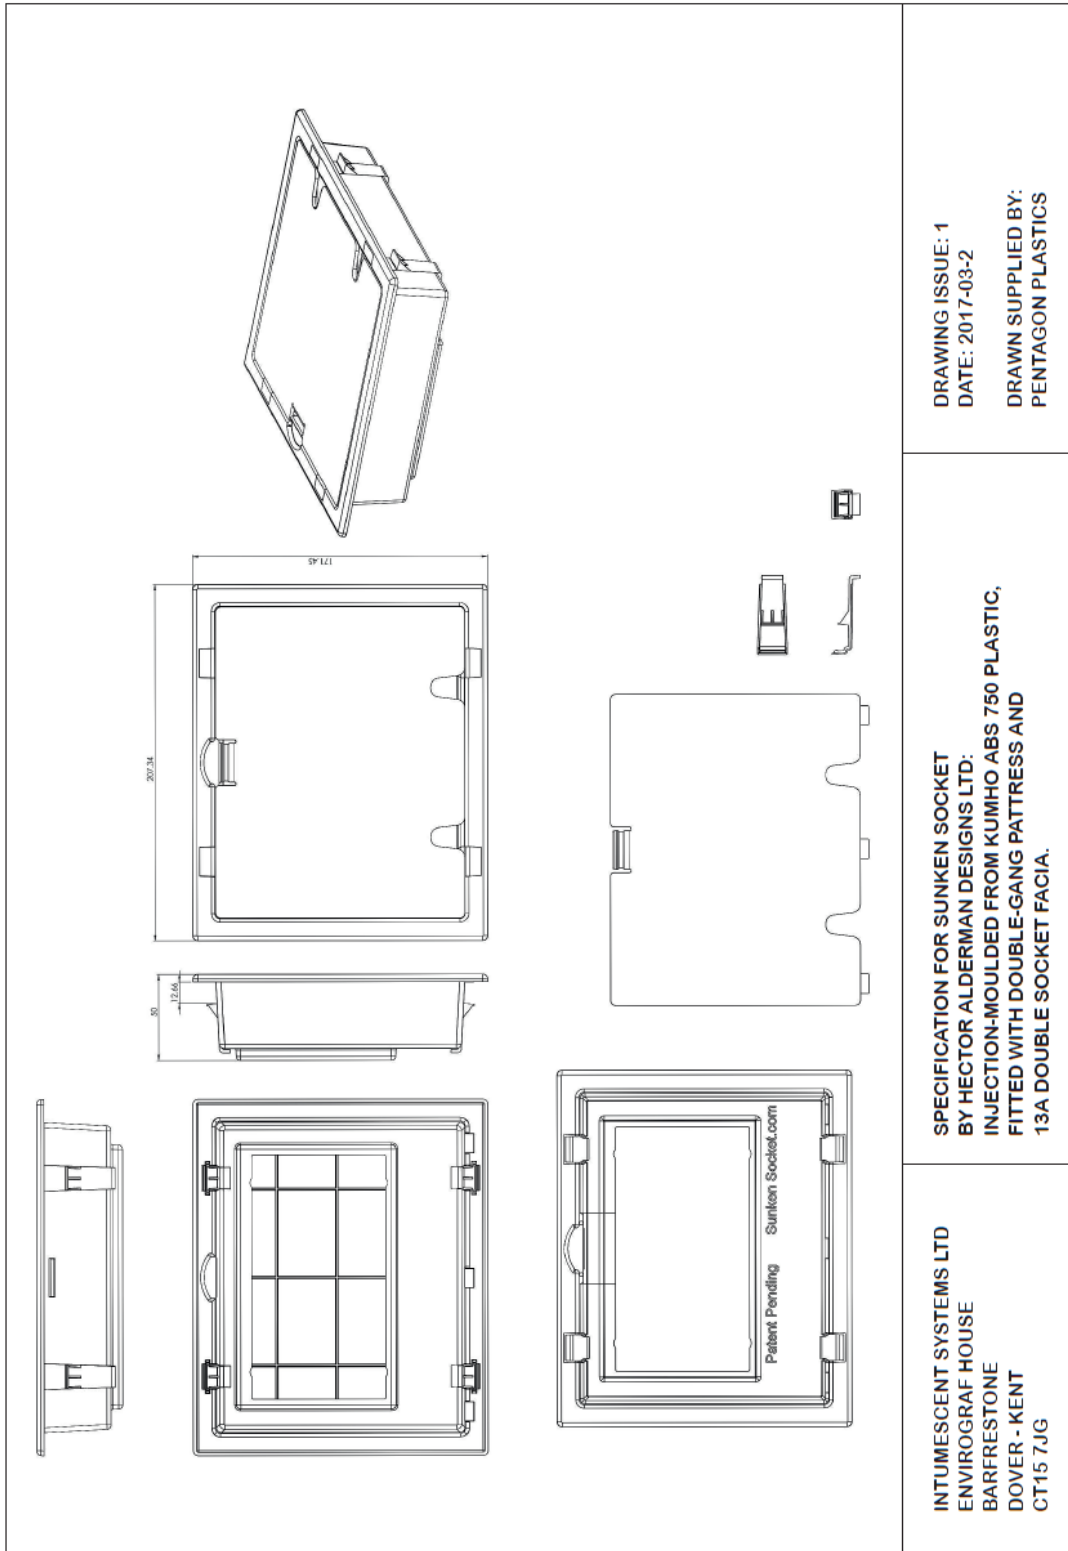 207.34
171.45
50
12.66
Patent Pending Sunken Socket.com
INTUMESCENT SYSTEMS LTD
ENVIROGRAF HOUSE
BARFRESTONE
DOVER - KENT
CT15 7JG
SPECIFICATION FOR SUNKEN SOCKET
BY HECTOR ALDERMAN DESIGNS LTD:
INJECTION-MOULDED FROM KUMHO ABS 750 PLASTIC,
FITTED WITH DOUBLE-GANG PATTRESS AND
13A DOUBLE SOCKET FACIA.
DRAWING ISSUE: 1
DATE: 2017-03-2
DRAWN SUPPLIED BY:
PENTAGON PLASTICS